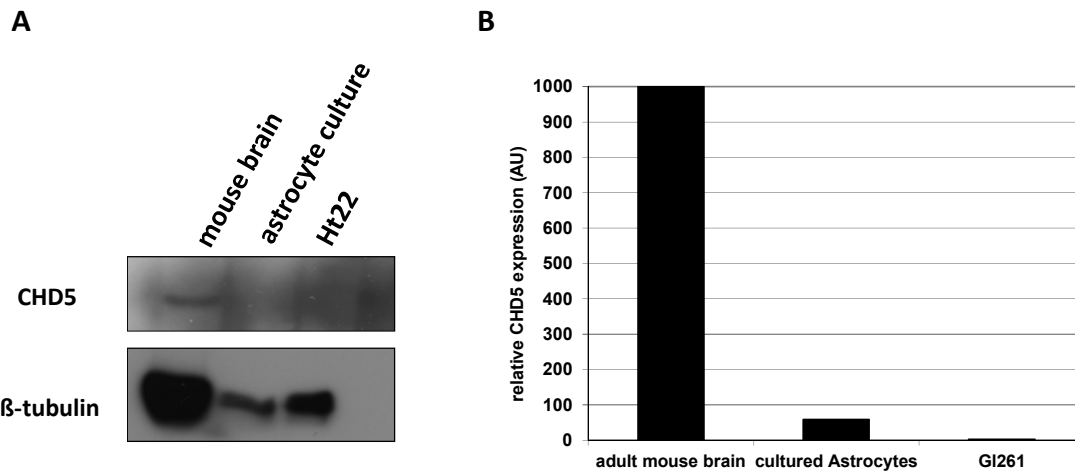 A
mouse brain
astrocyte culture
Ht22
CHD5
ß-tubulin
B
relative CHD5 expression (AU)
1000
900
800
700
600
500
400
300
200
100
0
adult mouse brain
cultured Astrocytes
Gl261